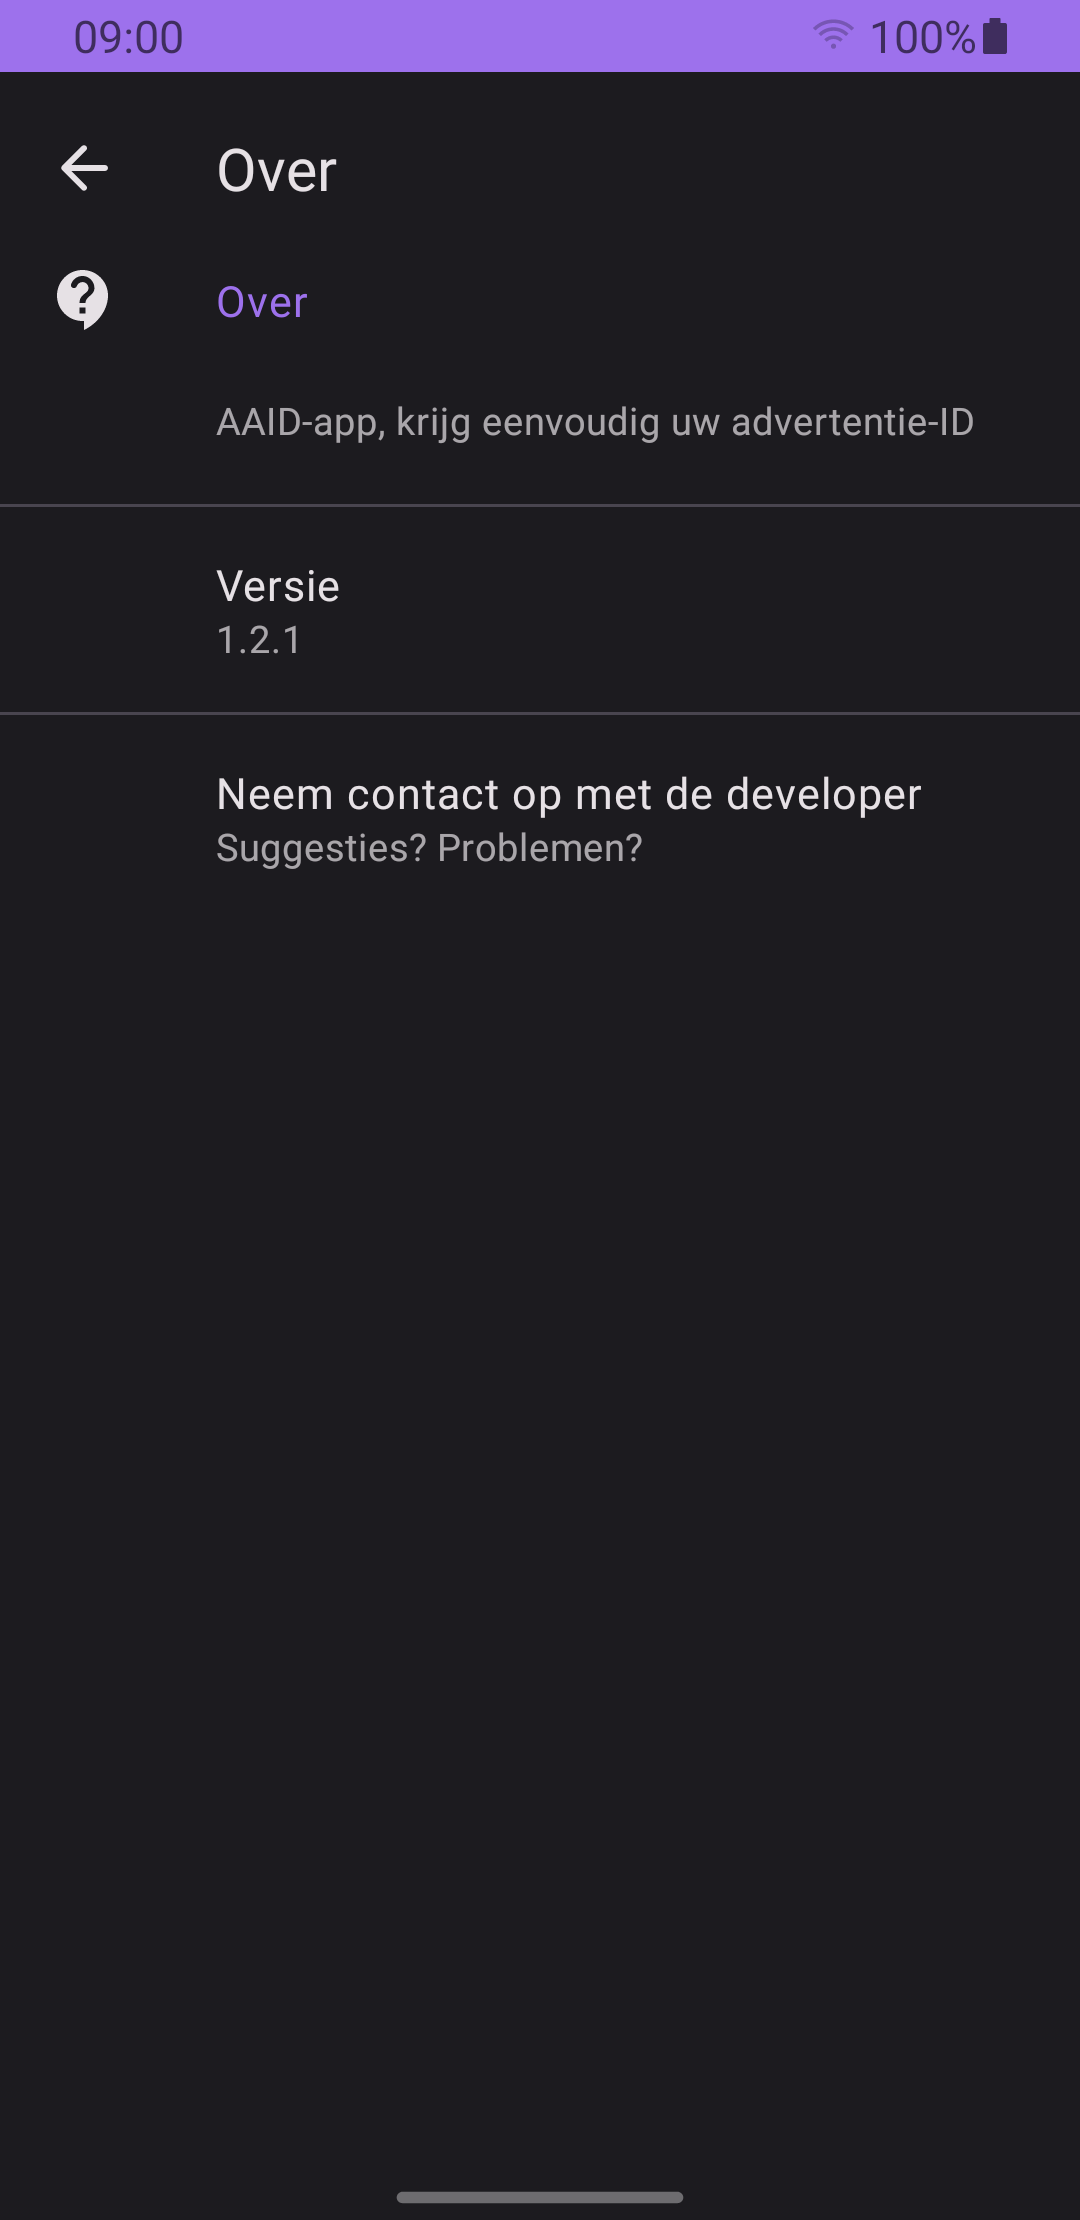 09:00
100%
Over
Over
AAID-app, krijg eenvoudig uw advertentie-ID
Versie
1.2.1
Neem contact op met de developer
Suggesties? Problemen?